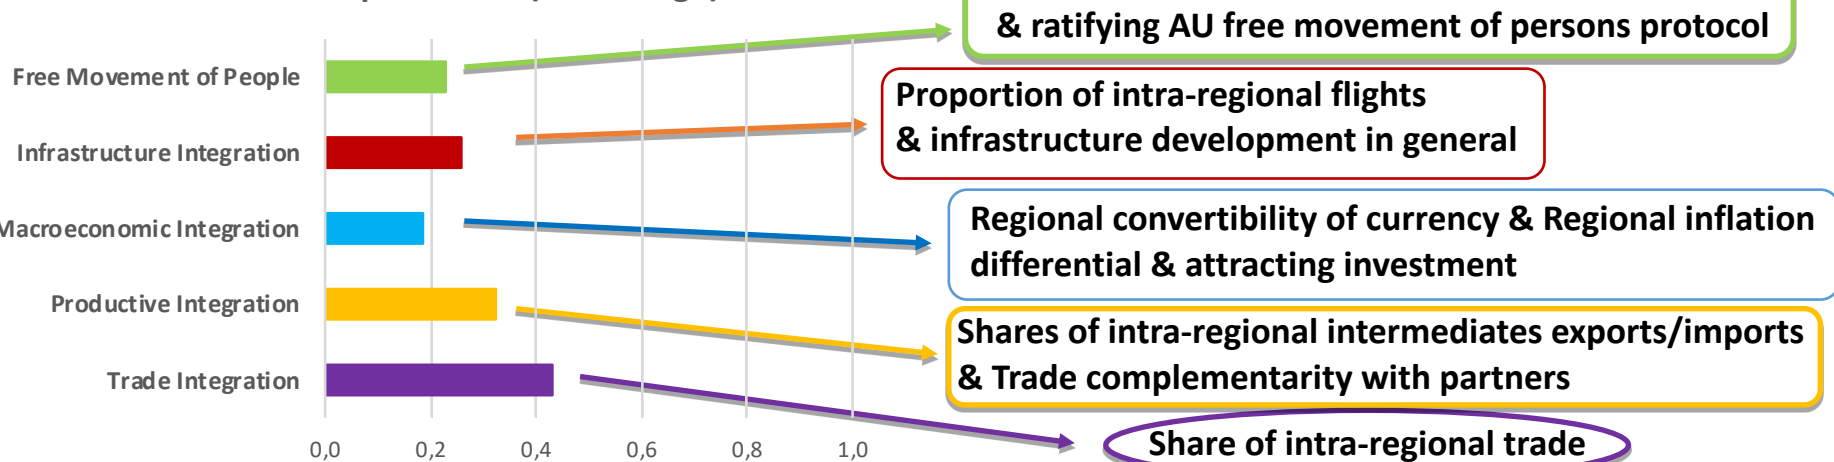 & ratifying AU free movement of persons protocol
Free Movement of People
Proportion of intra-regional flights
& infrastructure development in general
Infrastructure Integration
Regional convertibility of currency & Regional inflation
differential & attracting investment
Macroeconomic Integration
Productive Integration
Shares of intra-regional intermediates exports/imports
& Trade complementarity with partners
Trade Integration
Share of intra-regional trade
0,0 0,2 0,4 0,6 0,8 1,0